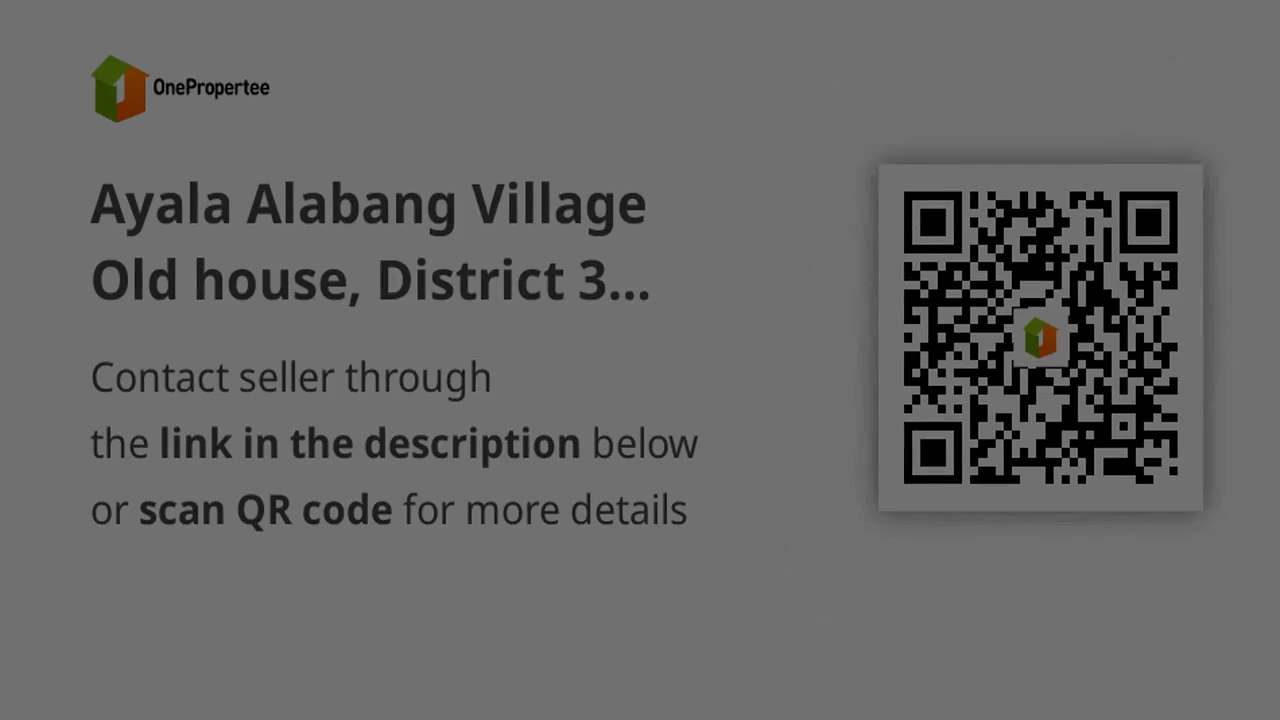 OnePropertee
Ayala Alabang Village
Old house, District 3...
Contact seller through
the link in the description below
or scan QR code for more details